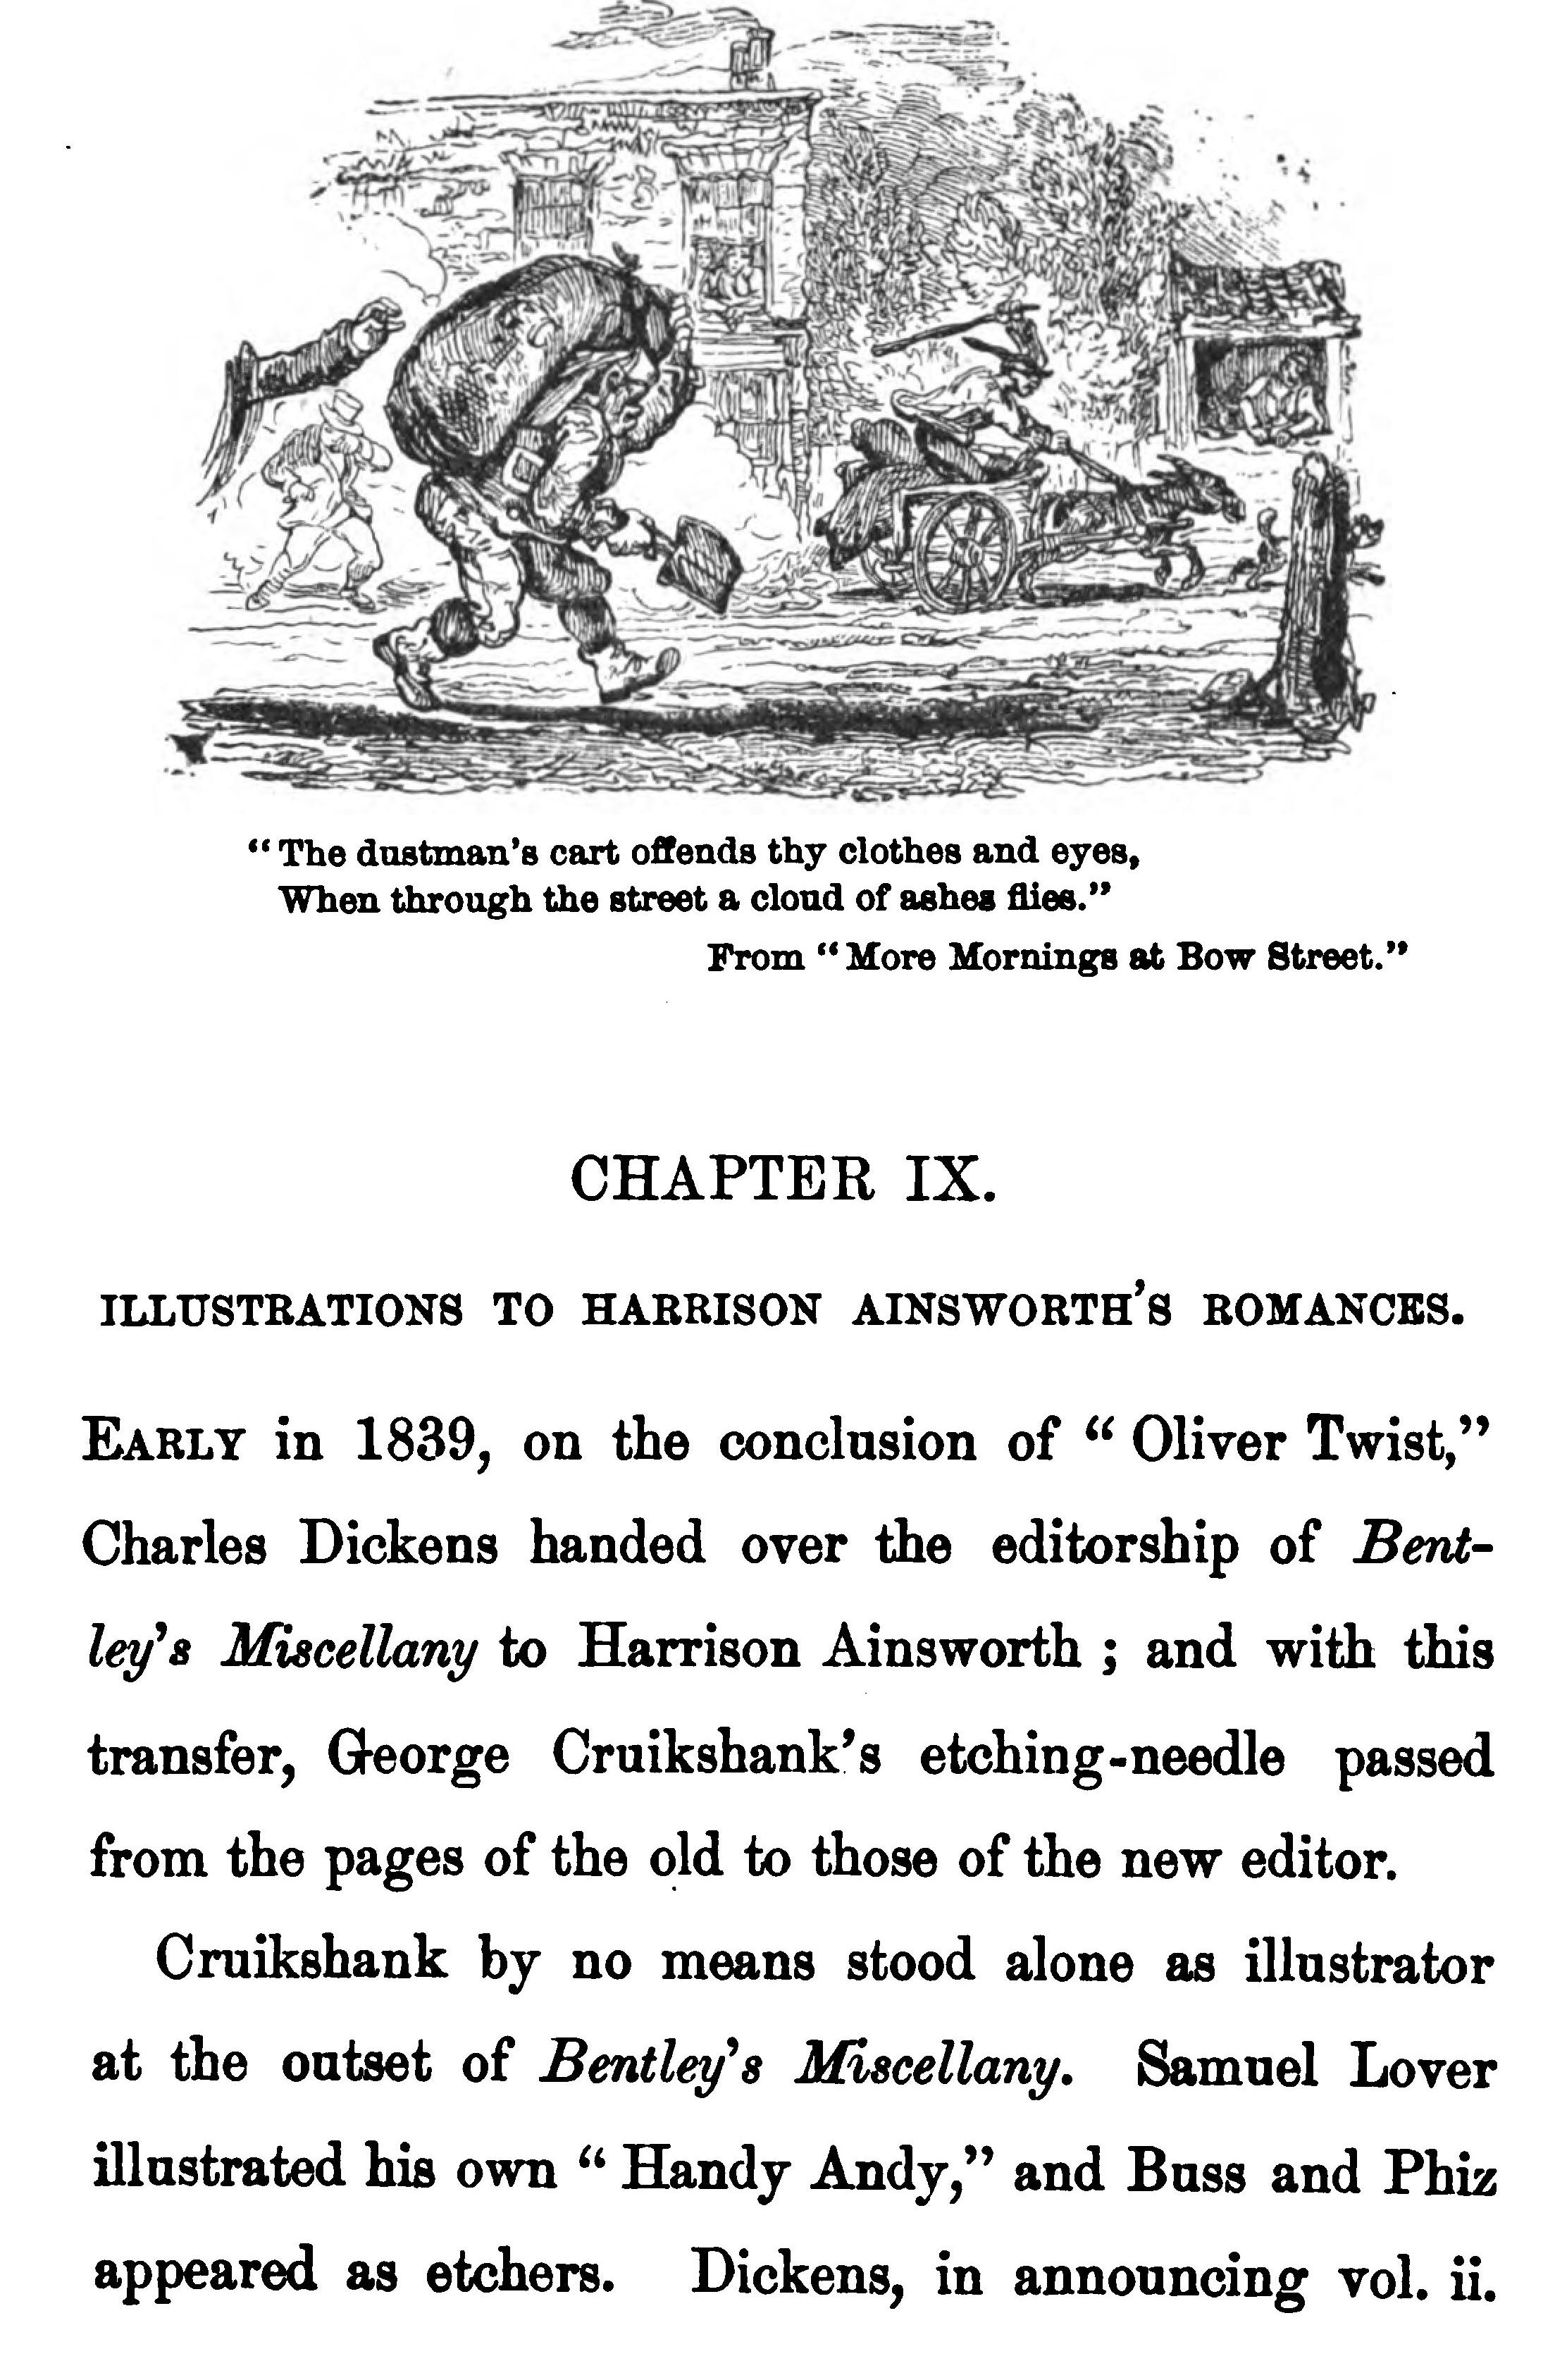 “The dustman’s cart offends thy clothes and eyes,
When through the street a cloud of ashes flies.”
From “More Mornings at Bow Street.”
CHAPTER IX.
ILLUSTRATIONS TO HARRISON AINSWORTH’S ROMANCES.
EARLY in 1839, on the conclusion of “Oliver Twist,”
Charles Dickens handed over the editorship of Bent-
ley’s Miscellany to Harrison Ainsworth ; and with this
transfer, George Cruikshank’s etching-needle passed
from the pages of the old to those of the new editor.
Cruikshank by no means stood alone as illustrator
at the outset of Bentley’s Miscellany. Samuel Lover
illustrated his own “Handy Andy,” and Buss and Phiz
appeared as etchers. Dickens, in announcing vol. ii.